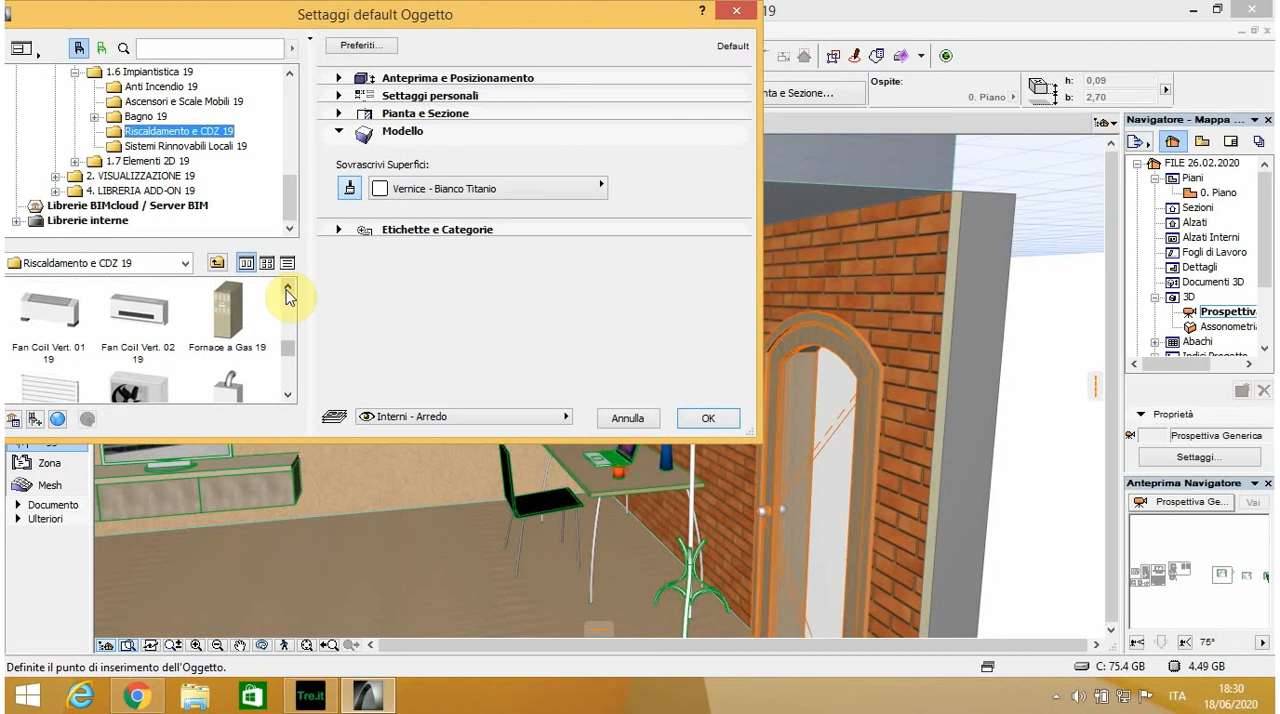 Settaggi default Oggetto
?
19
Preferiti...
Default
Anteprima e Posizionamento
Settaggi personali
Pianta e Sezione
Modello
Sovrascrivi Superfici:
Vernice - Bianco Titanio
Etichette e Categorie
1.6 Impiantistica 19
Anti Incendio 19
Ascensori e Scale Mobili 19
Bagno 19
Riscaldamento e CDZ 19
Sistemi Rinnovabili Locali 19
1.7 Elementi 2D 19
2. VISUALIZZAZIONE 19
4. LIBRERIA ADD-ON 19
Librerie BIMcloud / Server BIM
Librerie interne
Riscaldamento e CDZ 19
Fan Coil Vert. 01 19
Fan Coil Vert. 02 19
Fornace a Gas 19
Interni - Arredo
Annulla
OK
Zona
Mesh
Documento
Ulteriori
nta e Sezione...
Ospite:
0. Piano
h:
0,09
b:
2,70
Navigatore - Mappa ...
FILE 26.02.2020
Piani
0. Piano
Sezioni
Alzati
Alzati Interni
Fogli di Lavoro
Dettagli
Documenti 3D
3D
Prospettiv
Assonometri
Abachi
Indici Progetto
Proprietà
Prospettiva Generica
Settaggi...
Anteprima Navigatore
Prospettiva Ge...
Vai
75°
Definite il punto di inserimento dell'Oggetto.
C: 75.4 GB
4.49 GB
Tre.it
ITA
18:30
18/06/2020